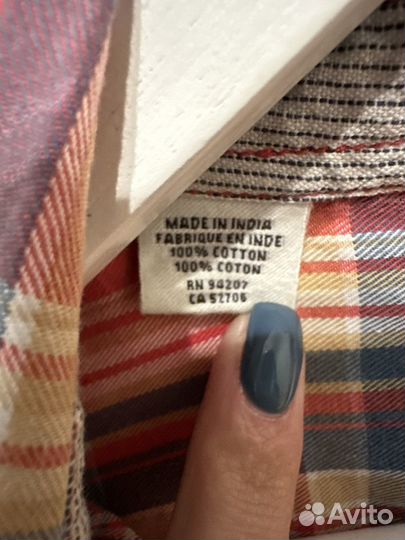 MADE IN INDIA
FABRIQUE EN INDE
100% COTTON
100% COTON
RN 94207
CA 52706
Avito